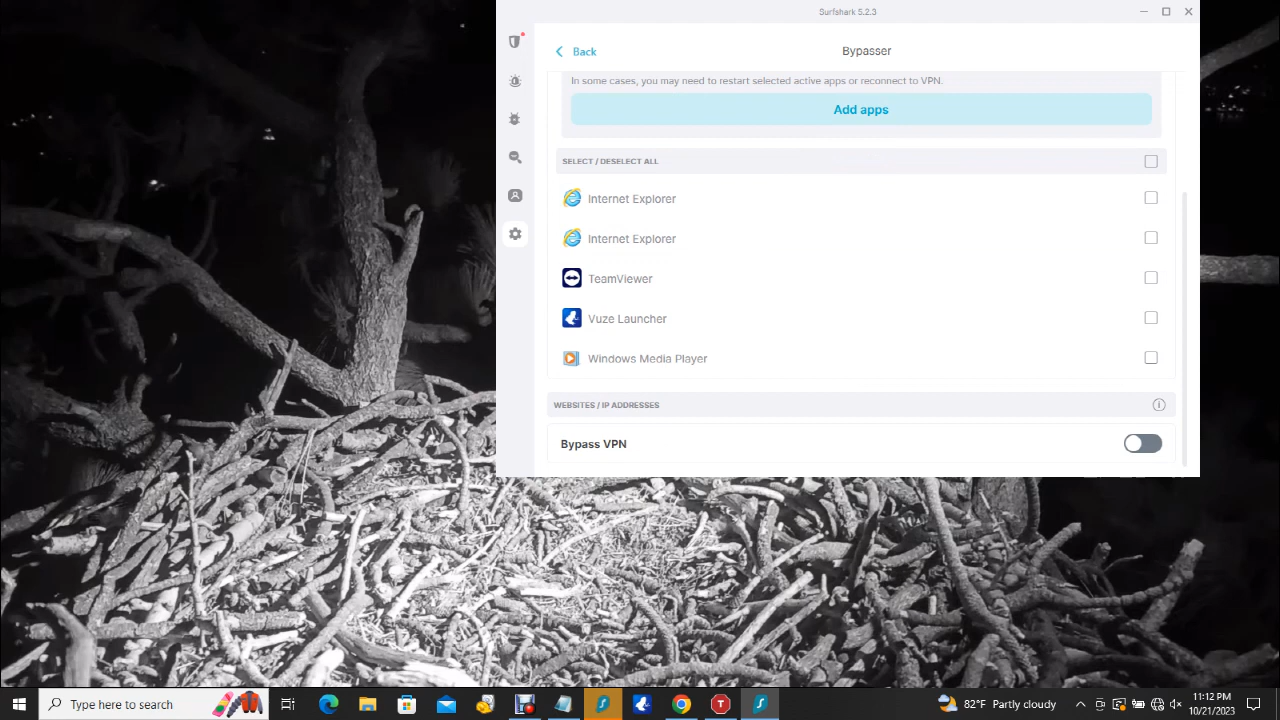 Surfshark 5.2.3
Back
Bypasser
In some cases, you may need to restart selected active apps or reconnect to VPN.
Add apps
SELECT / DESELECT ALL
Internet Explorer
Internet Explorer
TeamViewer
Vuze Launcher
Windows Media Player
WEBSITES / IP ADDRESSES
Bypass VPN
Type here to search
82°F Partly cloudy
11:12 PM
10/21/2023